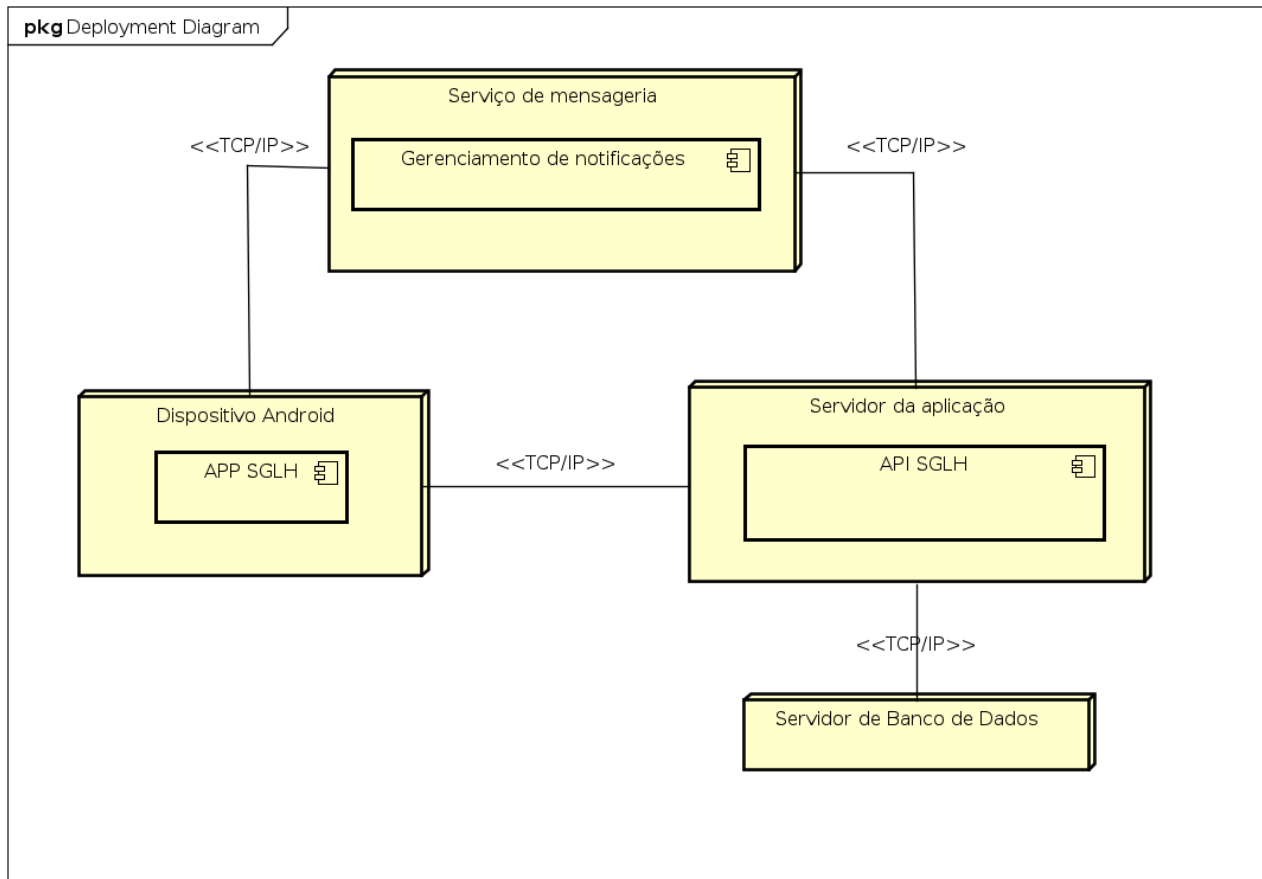 pkg Deployment Diagram
Serviço de mensageria
<<TCP/IP>>
<<TCP/IP>>
Gerenciamento de notificações
Dispositivo Android
Servidor da aplicação
APP SGLH
<<TCP/IP>>
API SGLH
<<TCP/IP>>
Servidor de Banco de Dados